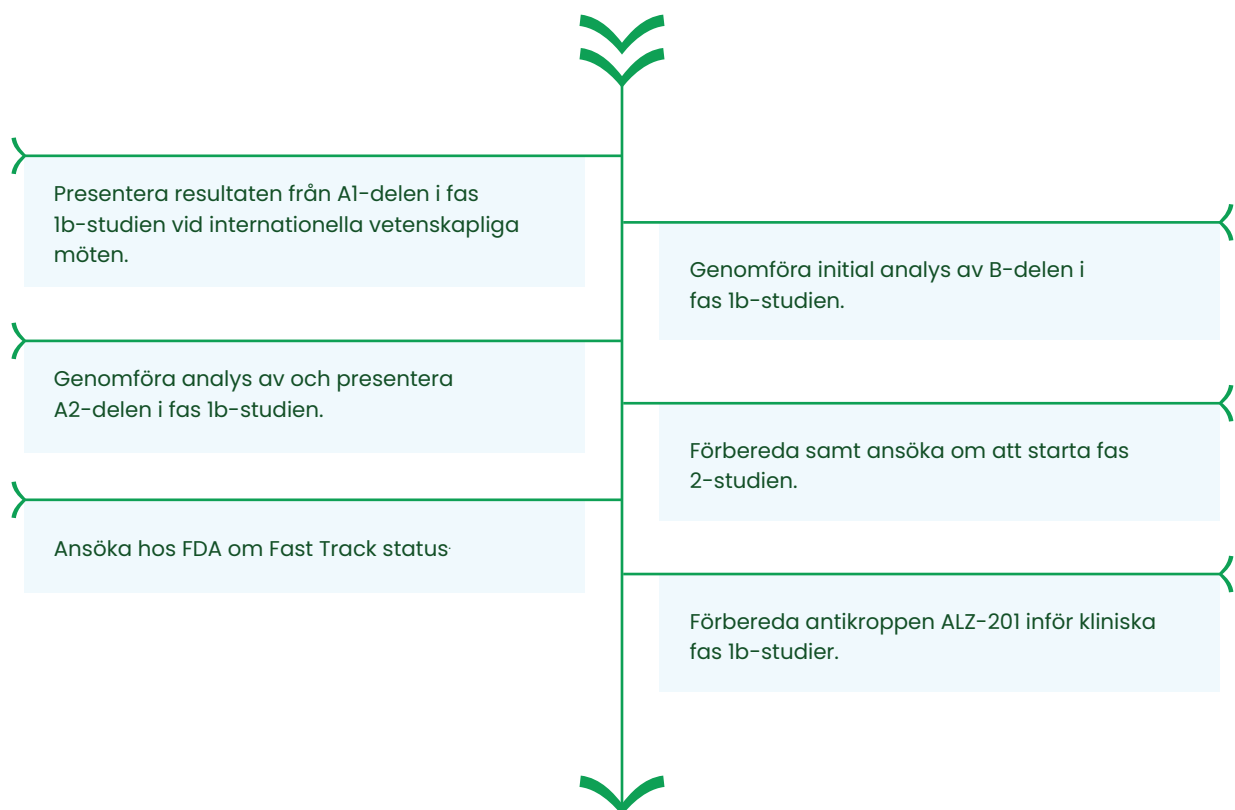 Presentera resultaten från A1-delen i fas
1b-studien vid internationella vetenskapliga
möten.
Genomföra initial analys av B-delen i
fas 1b-studien.
Genomföra analys av och presentera
A2-delen i fas 1b-studien.
Förbereda samt ansöka om att starta fas
2-studien.
Ansöka hos FDA om Fast Track status.
Förbereda antikroppen ALZ-201 inför kliniska
fas 1b-studier.